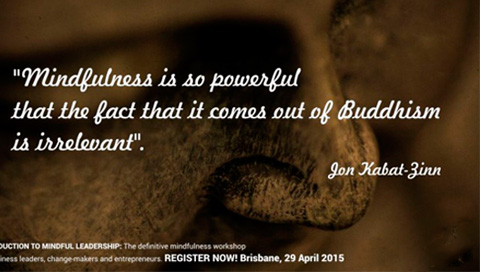 "Mindfulness is so powerful
that the fact that it comes out of Buddhism
is irrelevant".
Jon Kabat-Zinn
DUCTION TO MINDFUL LEADERSHIP: The definitive mindfulness workshop
iness leaders, change-makers and entrepreneurs. REGISTER NOW! Brisbane, 29 April 2015